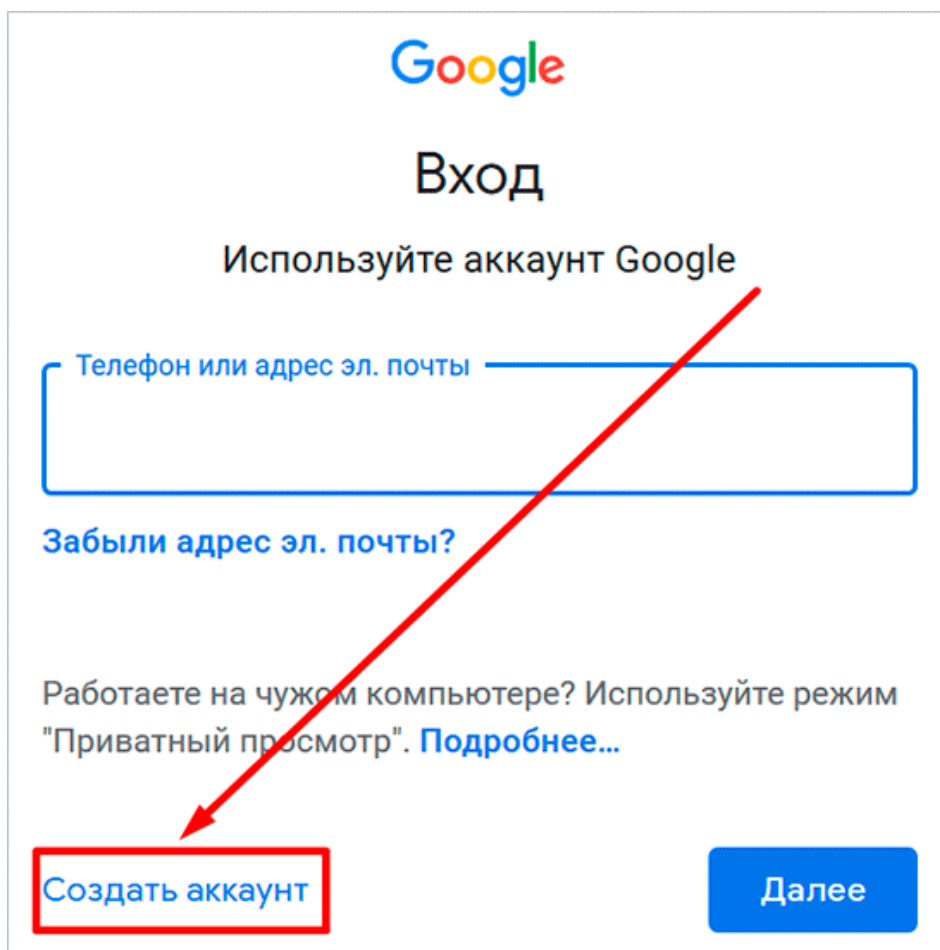 Google
Вход
Используйте аккаунт Google
Телефон или адрес эл. почты
Забыли адрес эл. почты?
Работаете на чужом компьютере? Используйте режим
"Приватный просмотр". Подробнее…
Создать аккаунт
Далее